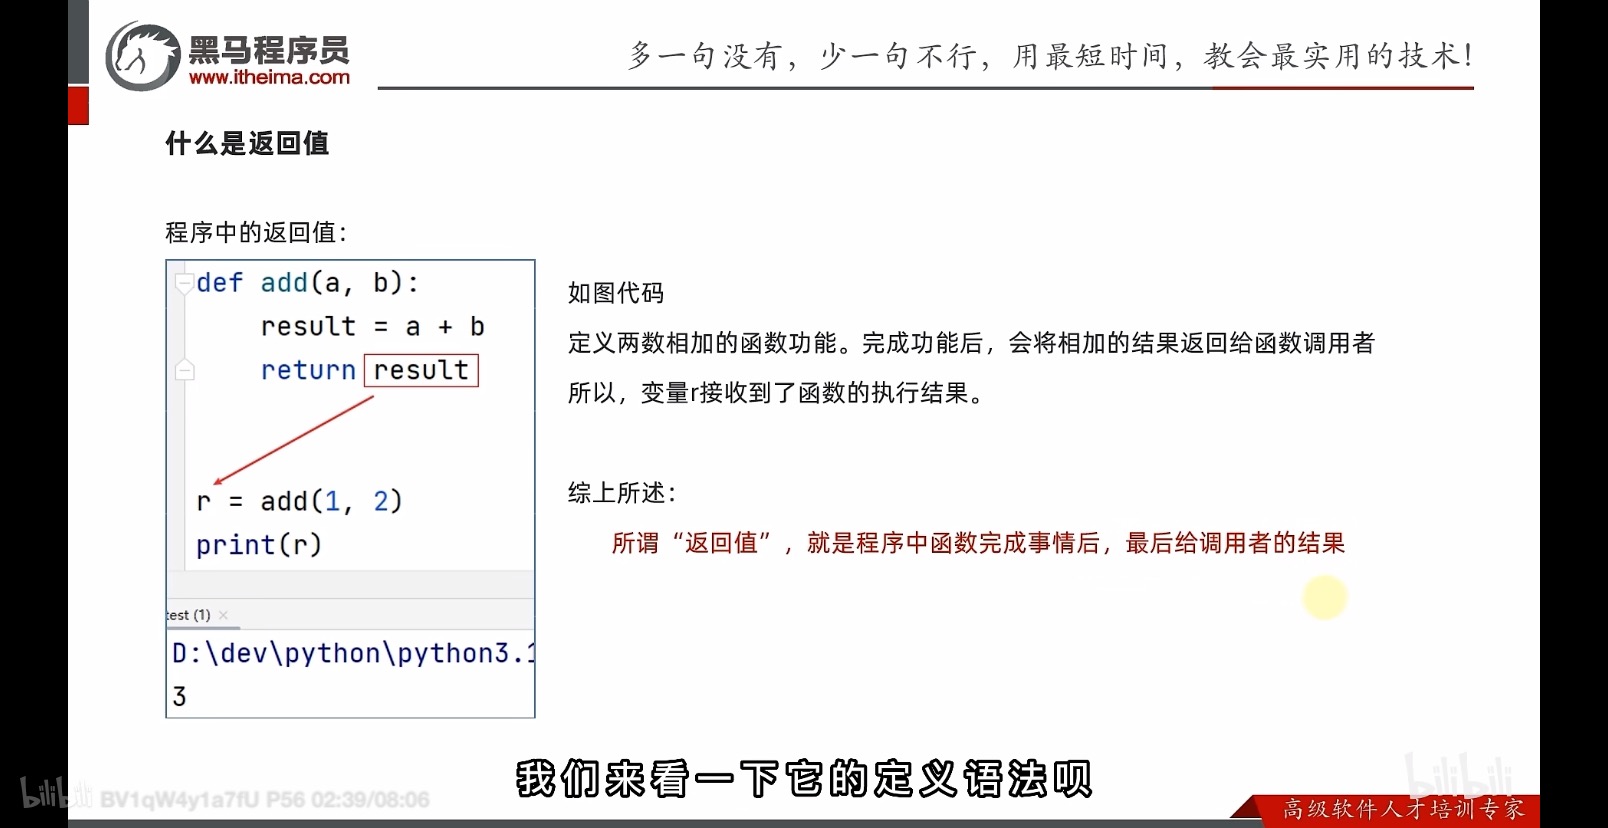 黑马程序员
www.itheima.com
多一句没有，少一句不行，用最短时间，教会最实用的技术！
什么是返回值
程序中的返回值：
def add(a, b):
result = a + b
return result
r = add(1, 2)
print(r)
test (1) ×
D:\dev\python\python3.1
3
如图代码
定义两数相加的函数功能。完成功能后，会将相加的结果返回给函数调用者
所以，变量r接收到了函数的执行结果。
综上所述：
所谓“返回值”，就是程序中函数完成事情后，最后给调用者的结果
我们来看一下它的定义语法呗
bilibili BV1qW4y1a7fU P56 02:39/08:06
bilibili
高级软件人才培训专家